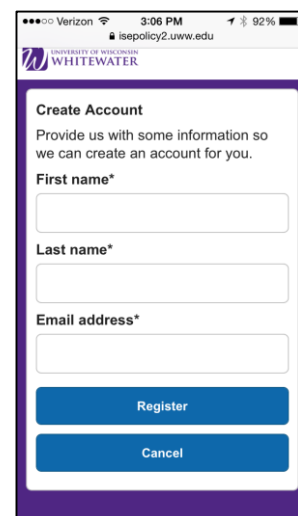 Verizon 3:06 PM 92%
isepolicy2.uww.edu
W UNIVERSITY OF WISCONSIN
WHITEWATER
Create Account
Provide us with some information so
we can create an account for you.
First name*
Last name*
Email address*
Register
Cancel